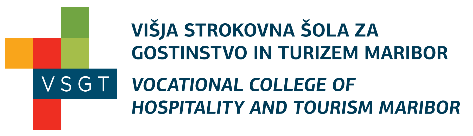 VSGT
VIŠJA STROKOVNA ŠOLA ZA
GOSTINSTVO IN TURIZEM MARIBOR
VOCATIONAL COLLEGE OF
HOSPITALITY AND TOURISM MARIBOR